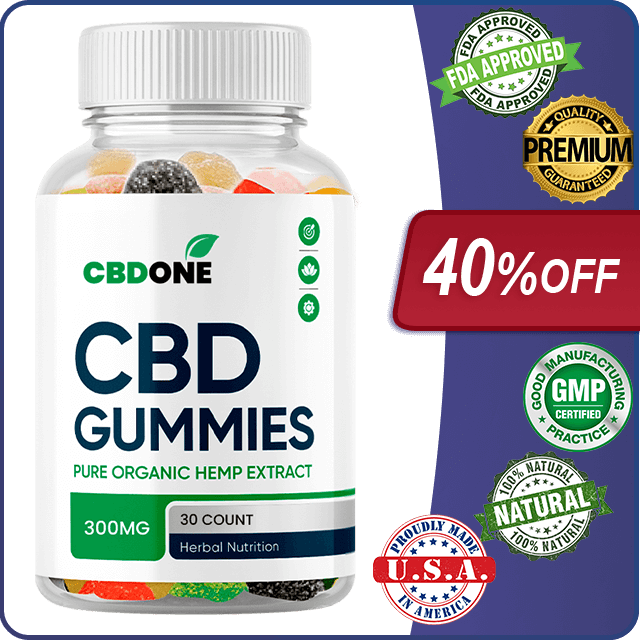 CBDONE
CBD
GUMMIES
PURE ORGANIC HEMP EXTRACT
300MG
30 COUNT
Herbal Nutrition
FDA APPROVED
FDA APPROVED
FDA APPROVED
QUALITY
PREMIUM
GUARANTEED
40%OFF
GOOD MANUFACTURING
GMP
CERTIFIED
PRACTICE
100% NATURAL
NATURAL
100% NATURAL
PROUDLY MADE
U.S.A.
IN AMERICA